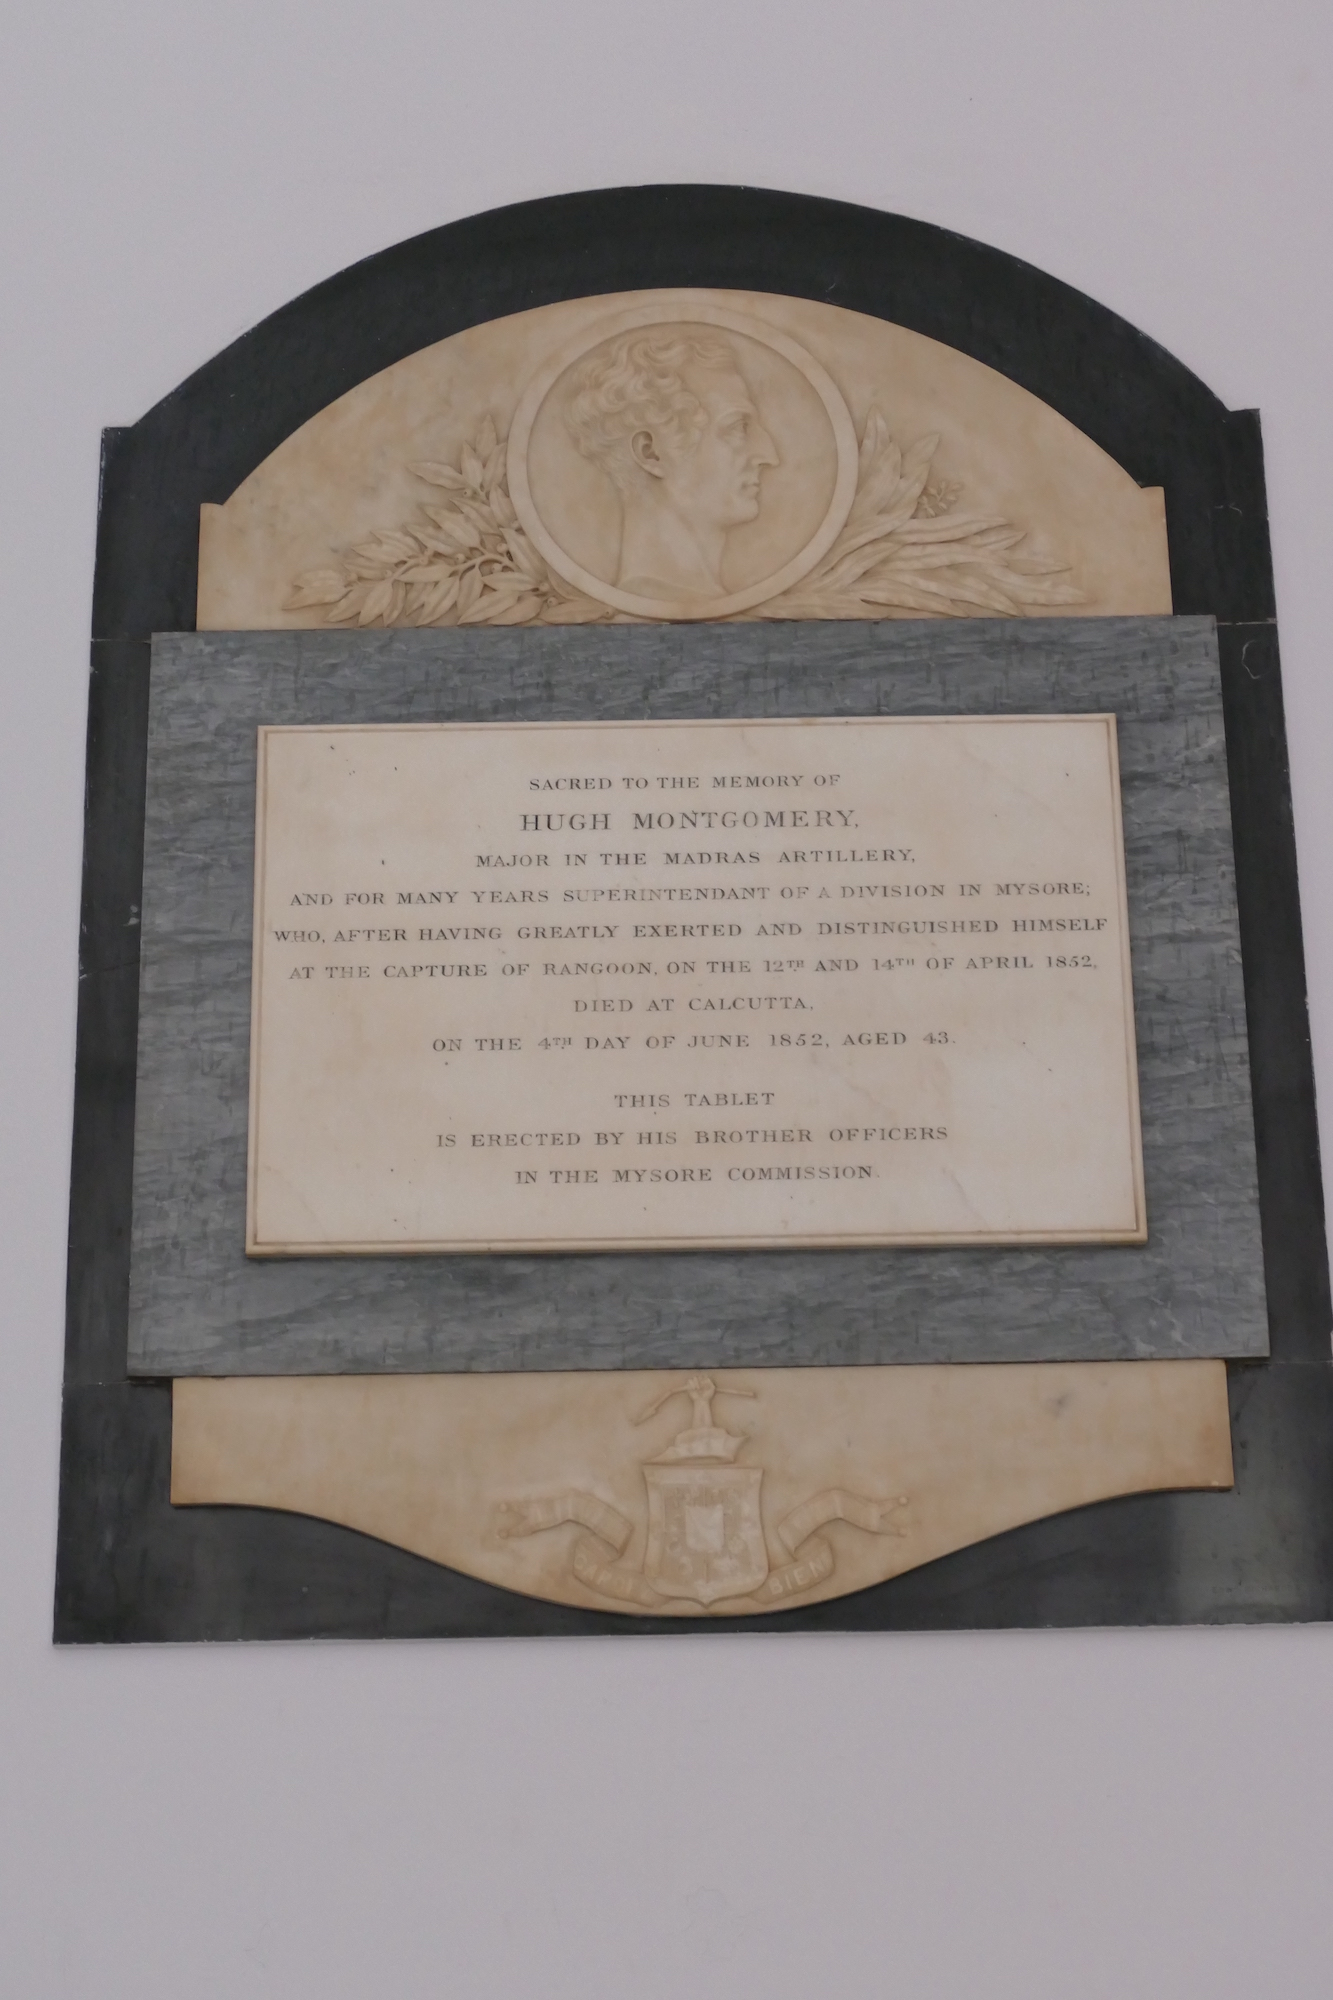 SACRED TO THE MEMORY OF
HUGH MONTGOMERY,
MAJOR IN THE MADRAS ARTILLERY,
AND FOR MANY YEARS SUPERINTENDANT OF A DIVISION IN MYSORE;
WHO, AFTER HAVING GREATLY EXERTED AND DISTINGUISHED HIMSELF
AT THE CAPTURE OF RANGOON, ON THE 12TH AND 14TH OF APRIL 1852,
DIED AT CALCUTTA,
ON THE 4TH DAY OF JUNE 1852, AGED 43.
THIS TABLET
IS ERECTED BY HIS BROTHER OFFICERS
IN THE MYSORE COMMISSION.
BIEN